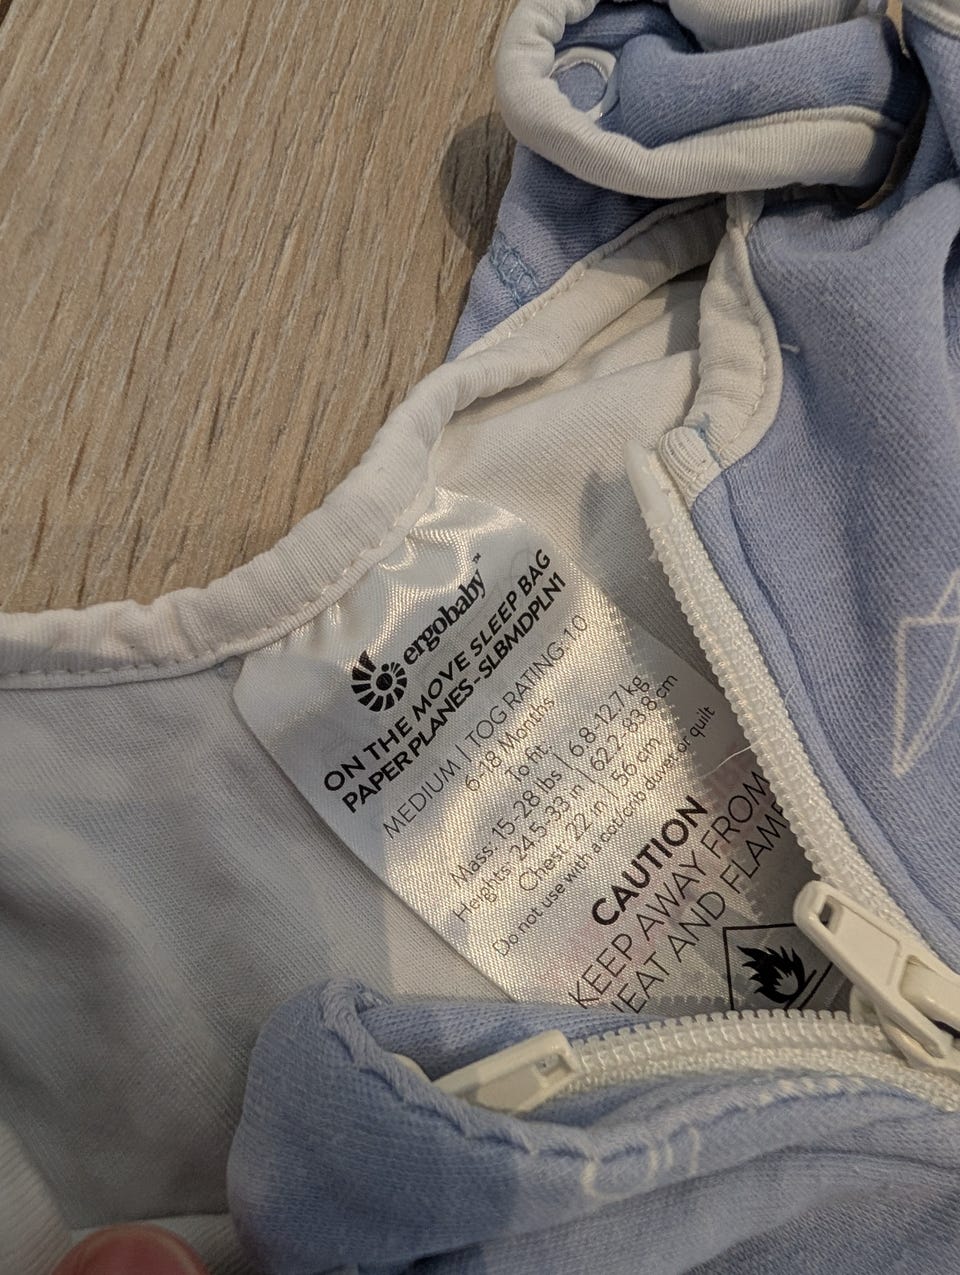 ergobaby™
ON THE MOVE SLEEP BAG
PAPER PLANES - SLBMDPLN1
MEDIUM | TOG RATING: 1.0
6-18 Months
To fit:
Mass: 15-28 lbs | 6.8-12.7 kg
Heights: 24.5-33 in | 62.2-83.8 cm
Chest: 22 in | 56 cm
Do not use with a cot/crib duvet or quilt
CAUTION
KEEP AWAY FROM
HEAT AND FLAME